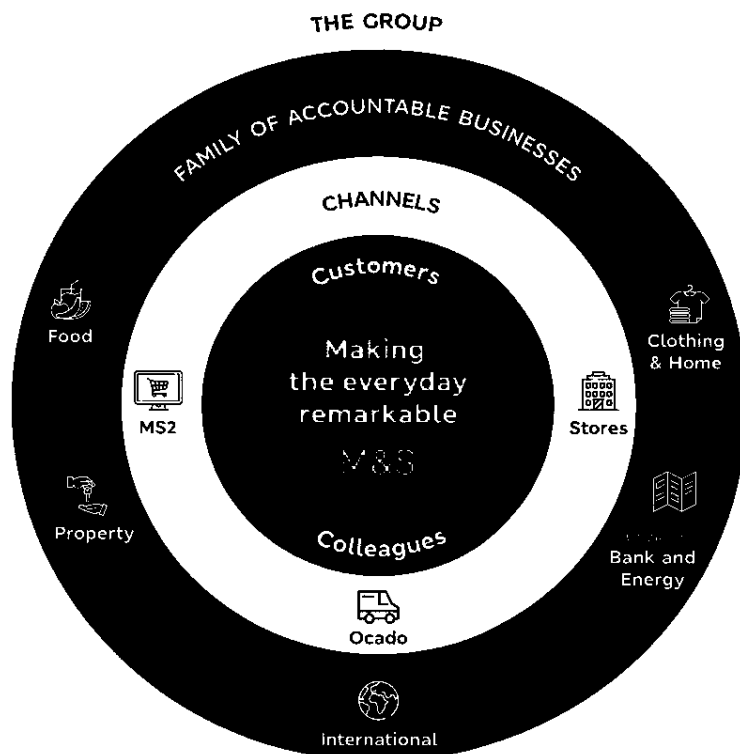 THE GROUP
FAMILY OF ACCOUNTABLE BUSINESSES
CHANNELS
Customers
Food
Clothing
& Home
Making
the everyday
remarkable
M&S
MS2
Stores
Property
Bank and
Energy
Colleagues
Ocado
international